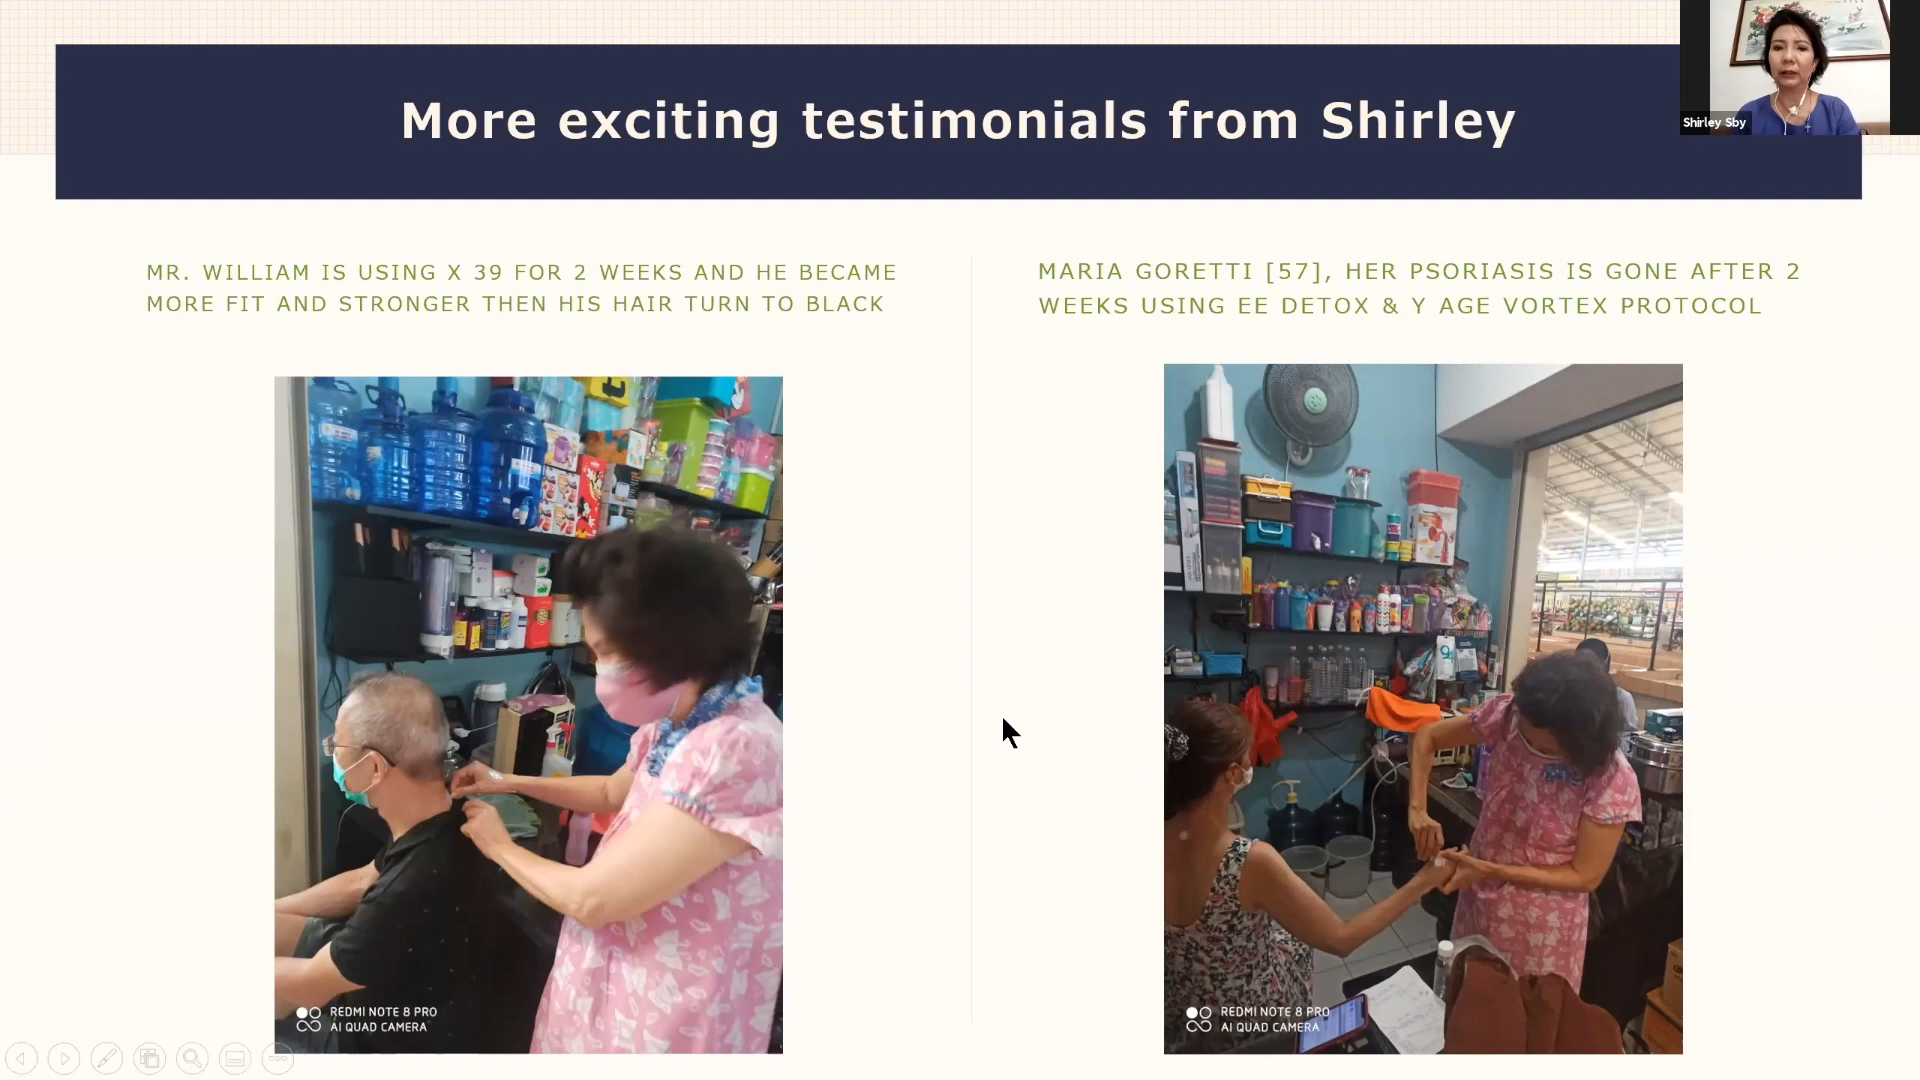 More exciting testimonials from Shirley
Shirley Sby
MR. WILLIAM IS USING X 39 FOR 2 WEEKS AND HE BECAME
MORE FIT AND STRONGER THEN HIS HAIR TURN TO BLACK
MARIA GORETTI [57], HER PSORIASIS IS GONE AFTER 2
WEEKS USING EE DETOX & Y AGE VORTEX PROTOCOL
REDMI NOTE 8 PRO
AI QUAD CAMERA
REDMI NOTE 8 PRO
AI QUAD CAMERA